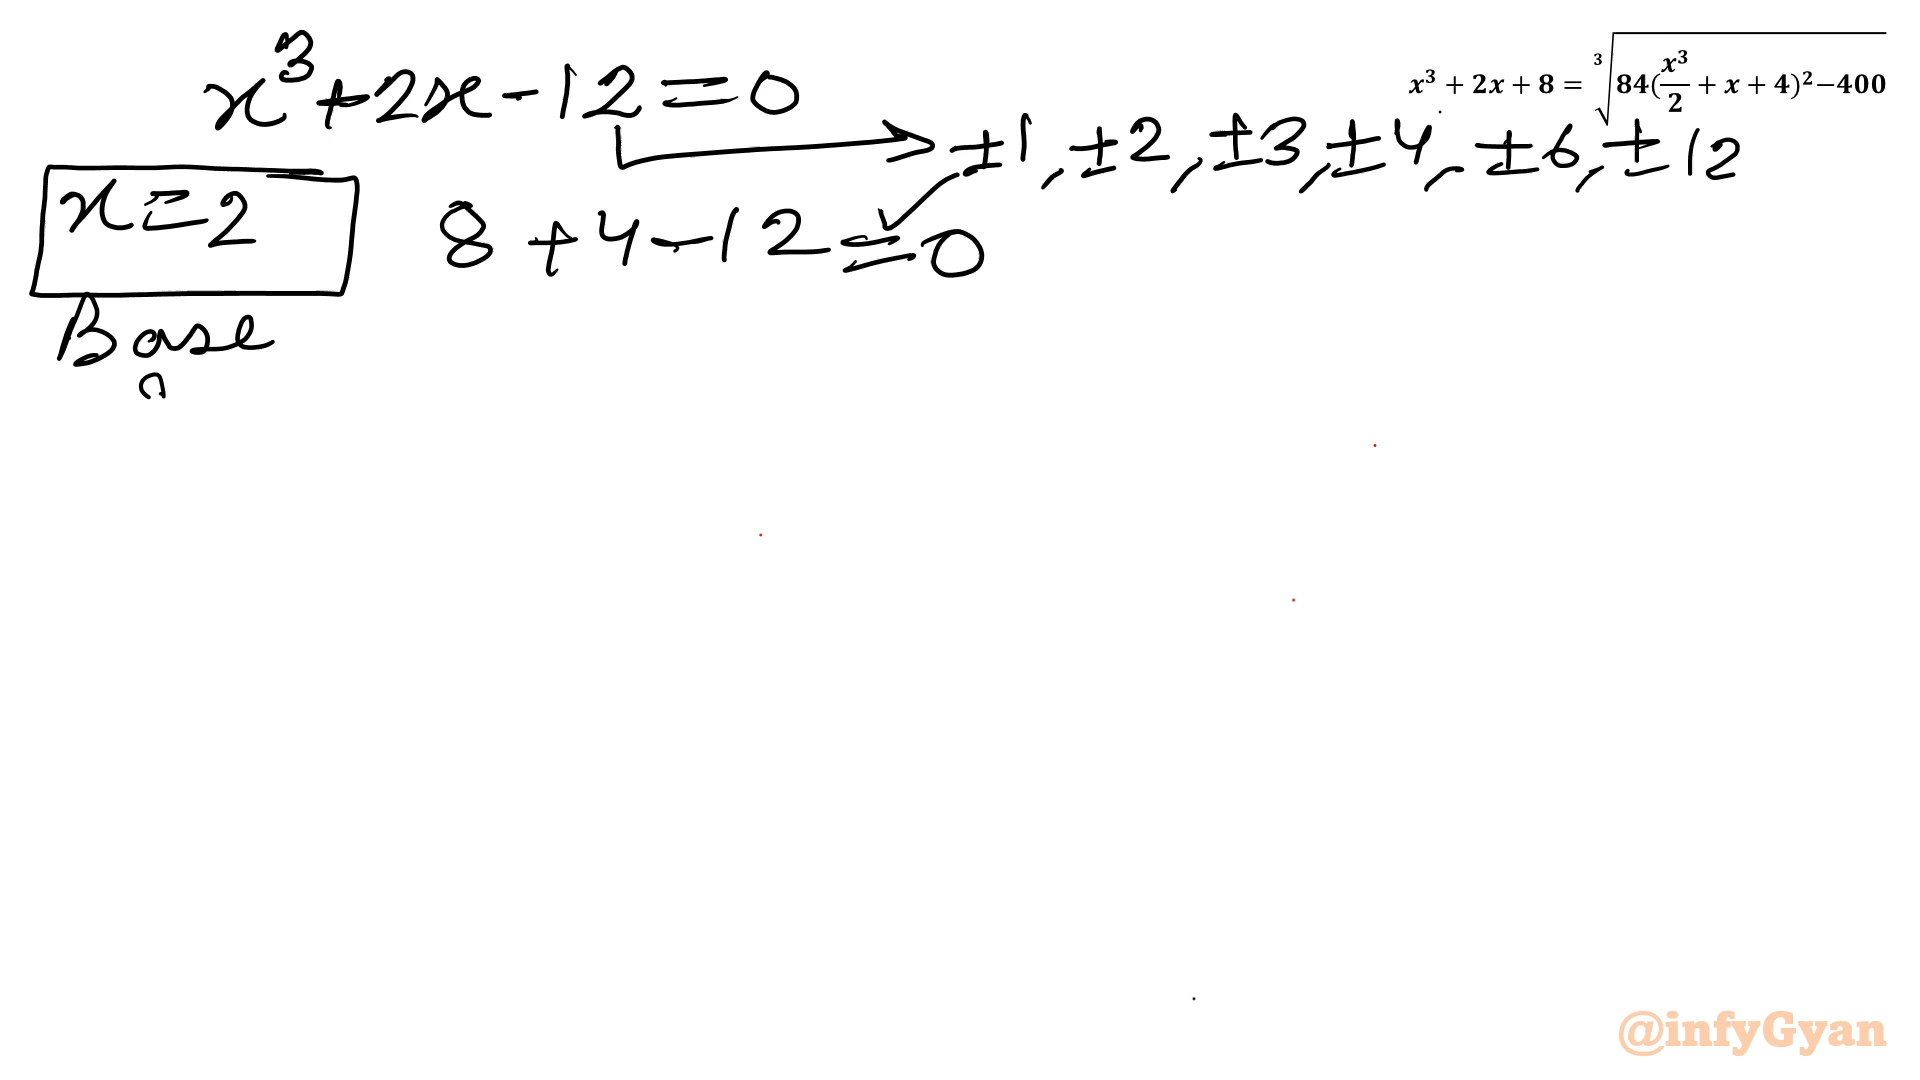 x³ + 2x - 12 = 0
x³ + 2x + 8 = ∛(84(x³/2 + x + 4)² − 400)
±1, ±2, ±3, ±4, ±6, ±12
x = 2
8 + 4 - 12 = 0
Base
@infyGyan